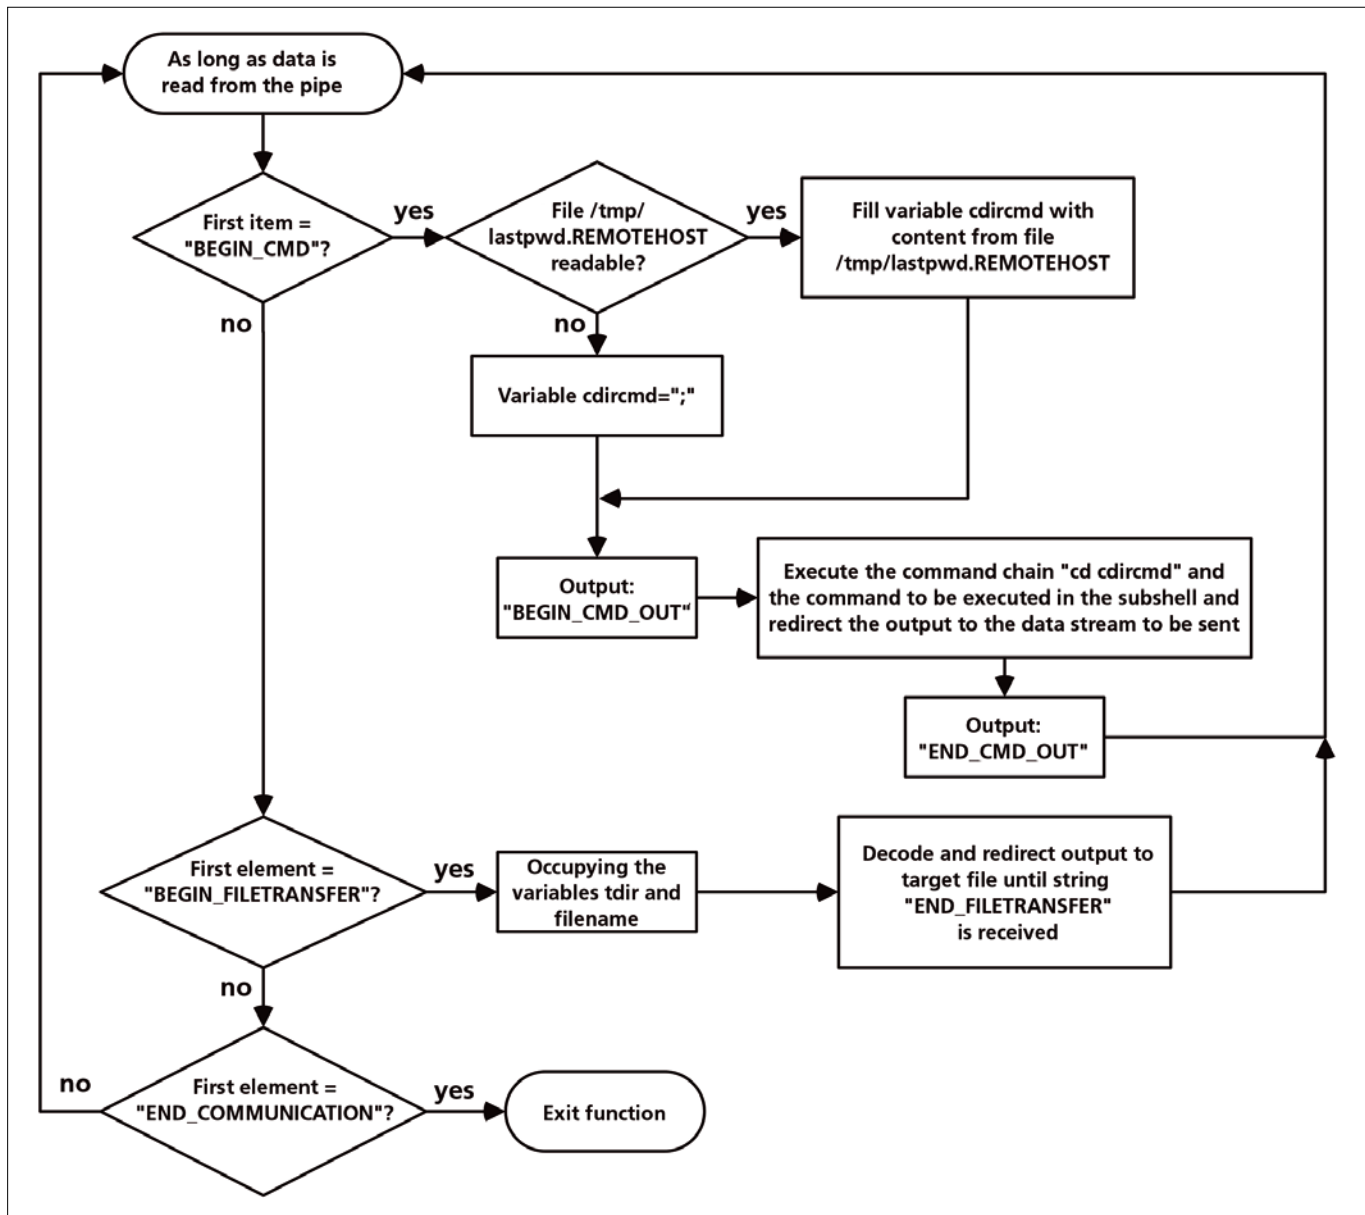 As long as data is
read from the pipe
First item =
"BEGIN_CMD"?
yes
File /tmp/
lastpwd.REMOTEHOST
readable?
yes
Fill variable cdircmd with
content from file
/tmp/lastpwd.REMOTEHOST
no
no
Variable cdircmd=";"
Output:
"BEGIN_CMD_OUT"
Execute the command chain "cd cdircmd" and
the command to be executed in the subshell and
redirect the output to the data stream to be sent
Output:
"END_CMD_OUT"
First element =
"BEGIN_FILETRANSFER"?
yes
Occupying the
variables tdir and
filename
Decode and redirect output to
target file until string
"END_FILETRANSFER"
is received
no
First element =
"END_COMMUNICATION"?
no
yes
Exit function